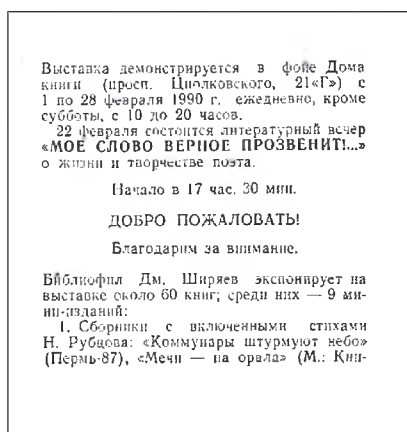 Выставка демонстрируется в фойе Дома
книги (просп. Циолковского, 21«Г») с
1 по 28 февраля 1990 г. ежедневно, кроме
субботы, с 10 до 20 часов.
22 февраля состоится литературный вечер
«МОЕ СЛОВО ВЕРНОЕ ПРОЗВЕНИТ!...»
о жизни и творчестве поэта.
Начало в 17 час. 30 мин.
ДОБРО ПОЖАЛОВАТЬ!
Благодарим за внимание.
Библиофил Дм. Ширяев экспонирует на
выставке около 60 книг; среди них — 9 ми-
ни-изданий:
1. Сборники с включенными стихами
Н. Рубцова: «Коммунары штурмуют небо»
(Пермь-87), «Мечи — на орала» (М.: Кни-